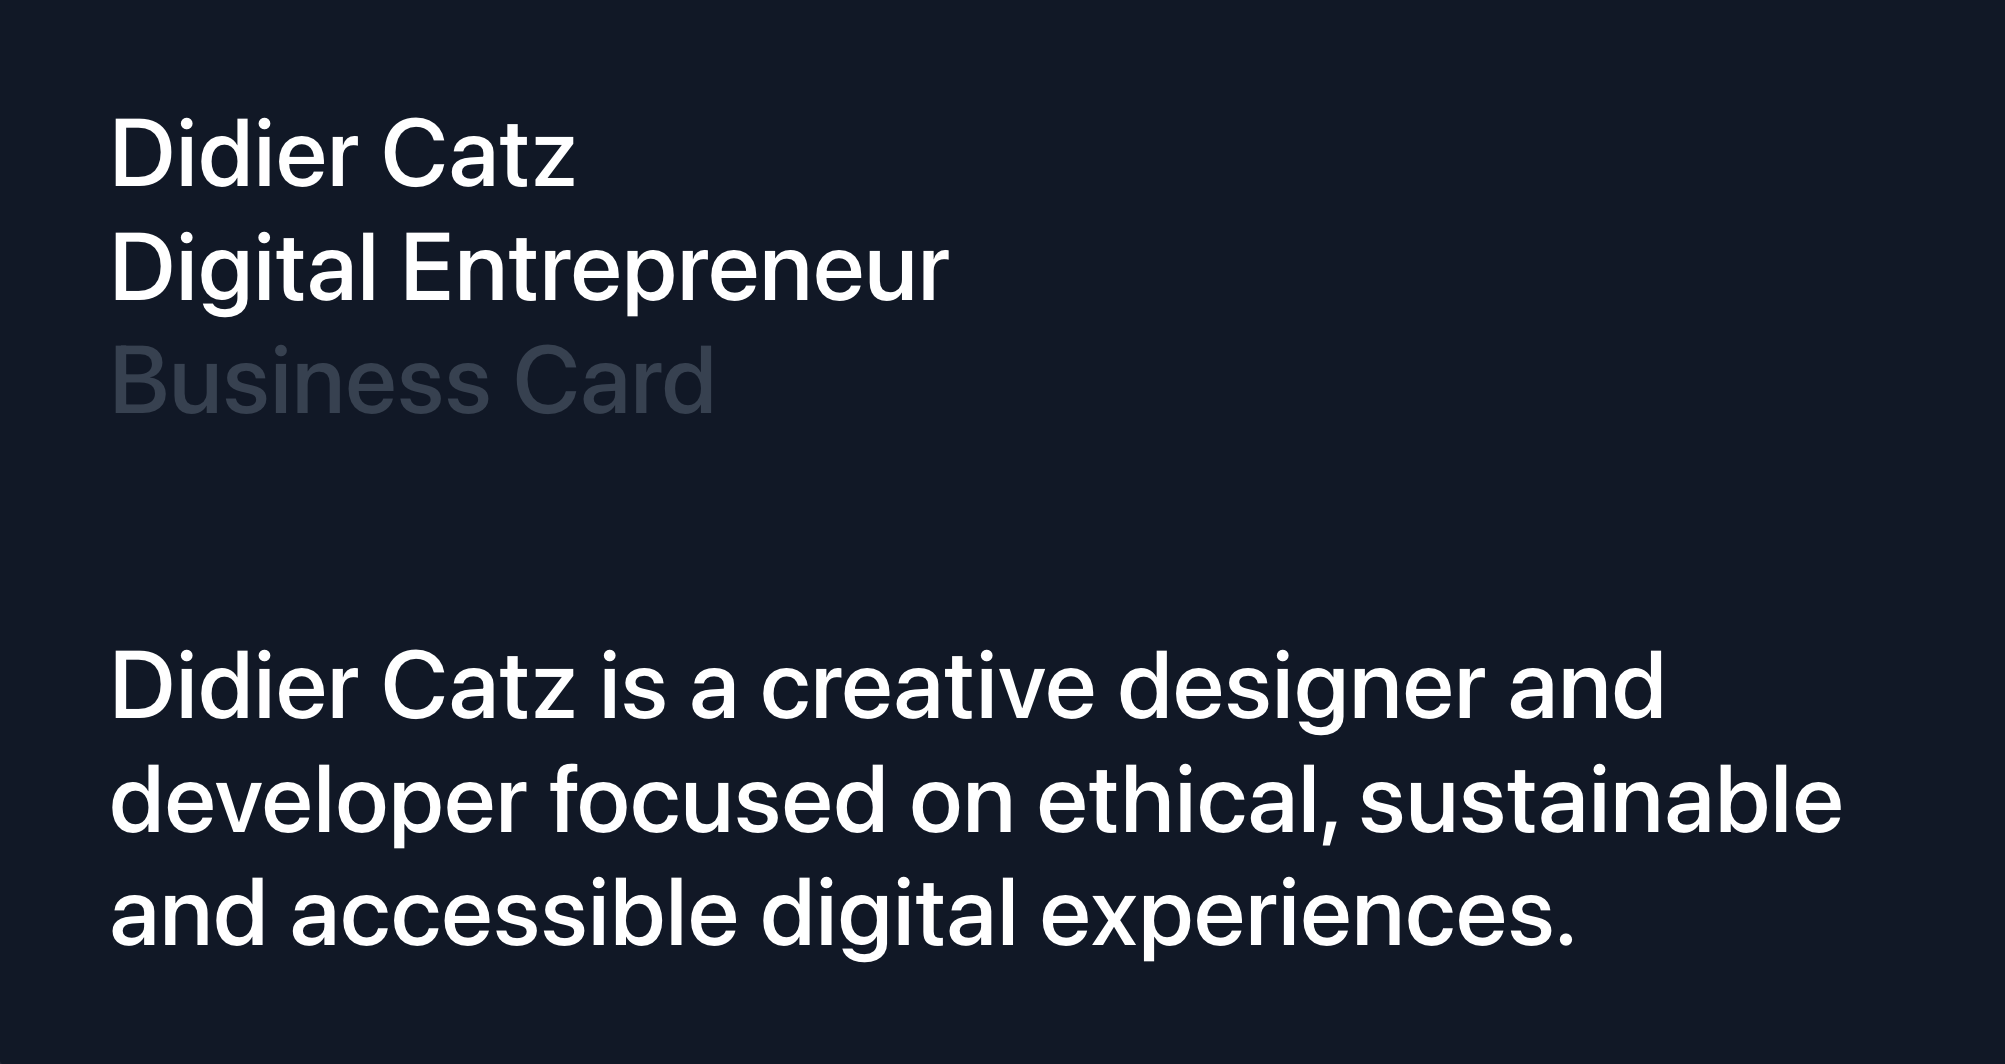 Didier Catz
Digital Entrepreneur
Business Card
Didier Catz is a creative designer and
developer focused on ethical, sustainable
and accessible digital experiences.